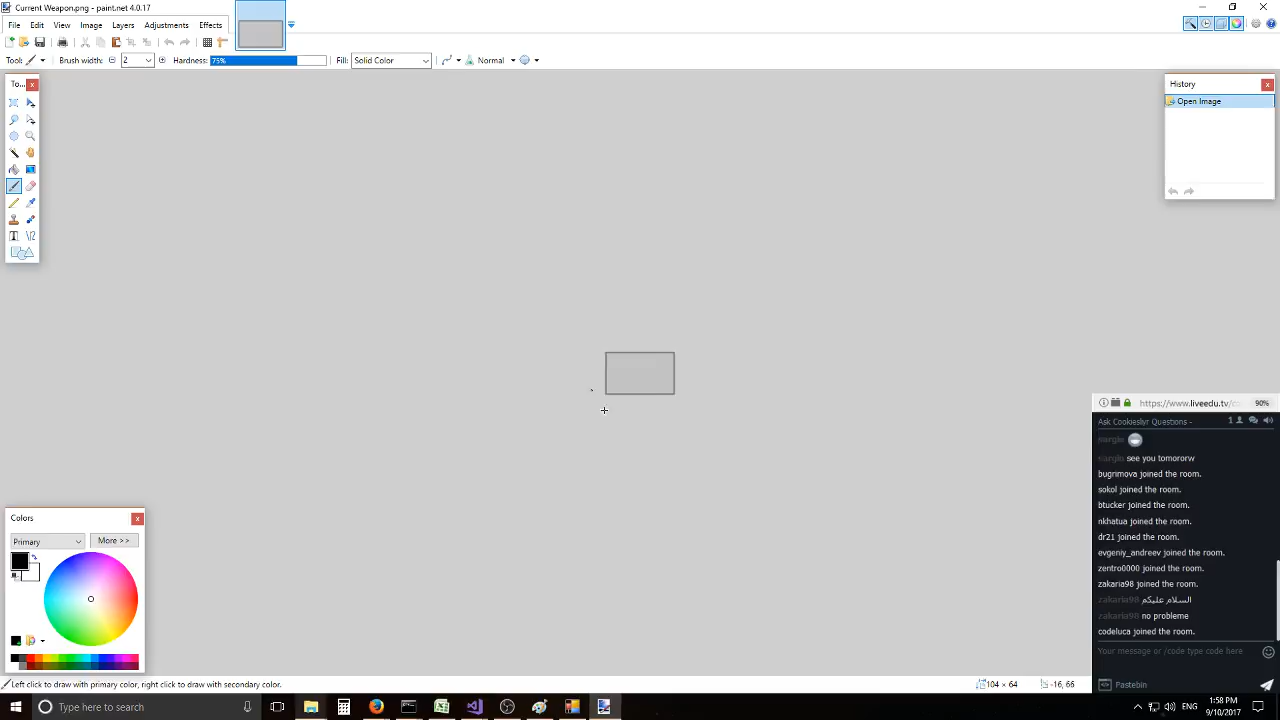 Current Weapon.png - paint.net 4.0.17
File Edit View Image Layers Adjustments Effects
Tool: Brush width: 2 Hardness: 75% Fill: Solid Color Normal
To...
History
Open Image
https://www.liveedu.tv/c 90%
Ask Cookieslyr Questions - 1
see you tomororw
bugrimova joined the room.
sokol joined the room.
btucker joined the room.
nkhatua joined the room.
dr21 joined the room.
evgeniy_andreev joined the room.
zentro0000 joined the room.
zakaria98 joined the room.
zakaria98 السلام عليكم
zakaria98 no probleme
codeluca joined the room.
Your message or /code type code here
Pastebin
Colors
Primary More >>
Left click to draw with primary color, right click to draw with secondary color.
104 × 64 -16, 66
Type here to search
ENG
1:58 PM
9/10/2017